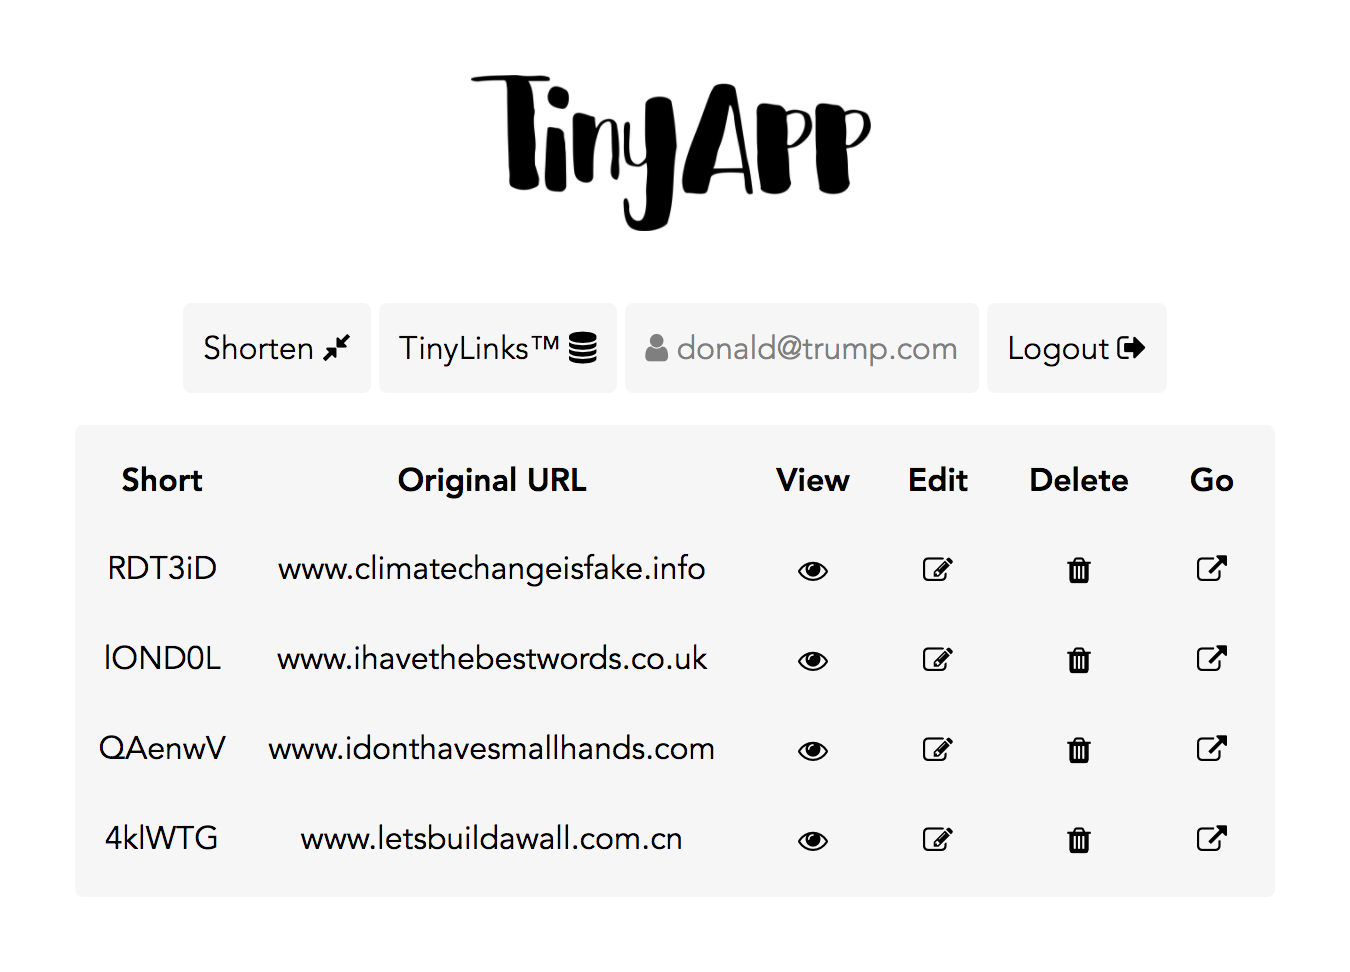 TinyApp
Shorten TinyLinks™ donald@trump.com Logout
Short Original URL View Edit Delete Go
RDT3iD www.climatechangeisfake.info
lOND0L www.ihavethebestwords.co.uk
QAenwV www.idonthavesmallhands.com
4klWTG www.letsbuildawall.com.cn